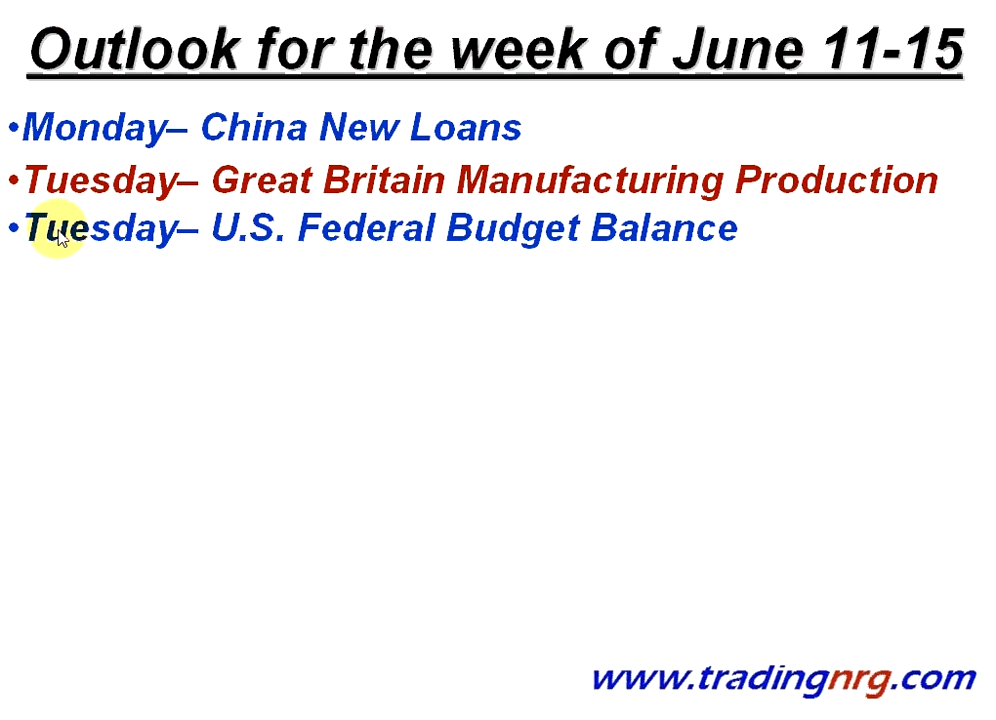 Outlook for the week of June 11-15
•Monday– China New Loans
•Tuesday– Great Britain Manufacturing Production
•Tuesday– U.S. Federal Budget Balance
www.tradingnrg.com